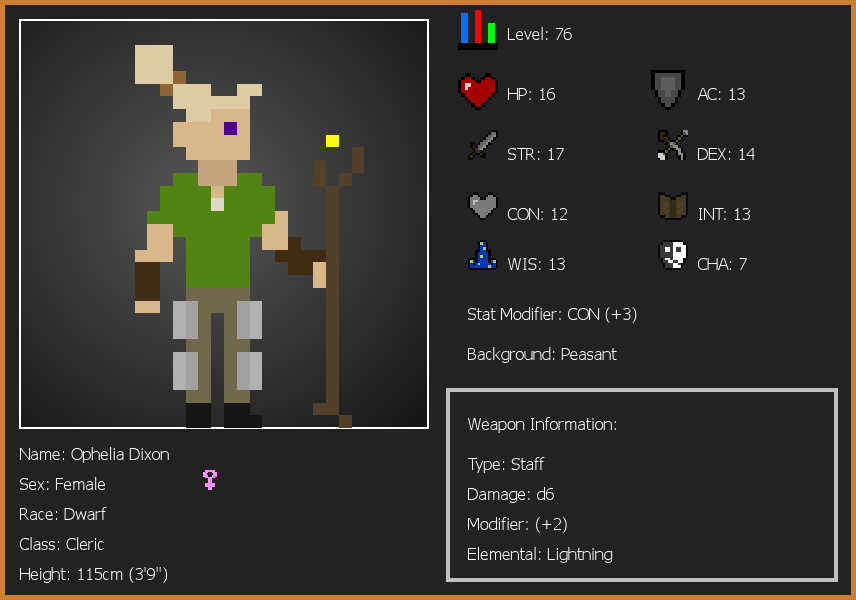 Level: 76
HP: 16
AC: 13
STR: 17
DEX: 14
CON: 12
INT: 13
WIS: 13
CHA: 7
Stat Modifier: CON (+3)
Background: Peasant
Weapon Information:
Type: Staff
Damage: d6
Modifier: (+2)
Elemental: Lightning
Name: Ophelia Dixon
Sex: Female
Race: Dwarf
Class: Cleric
Height: 115cm (3'9")